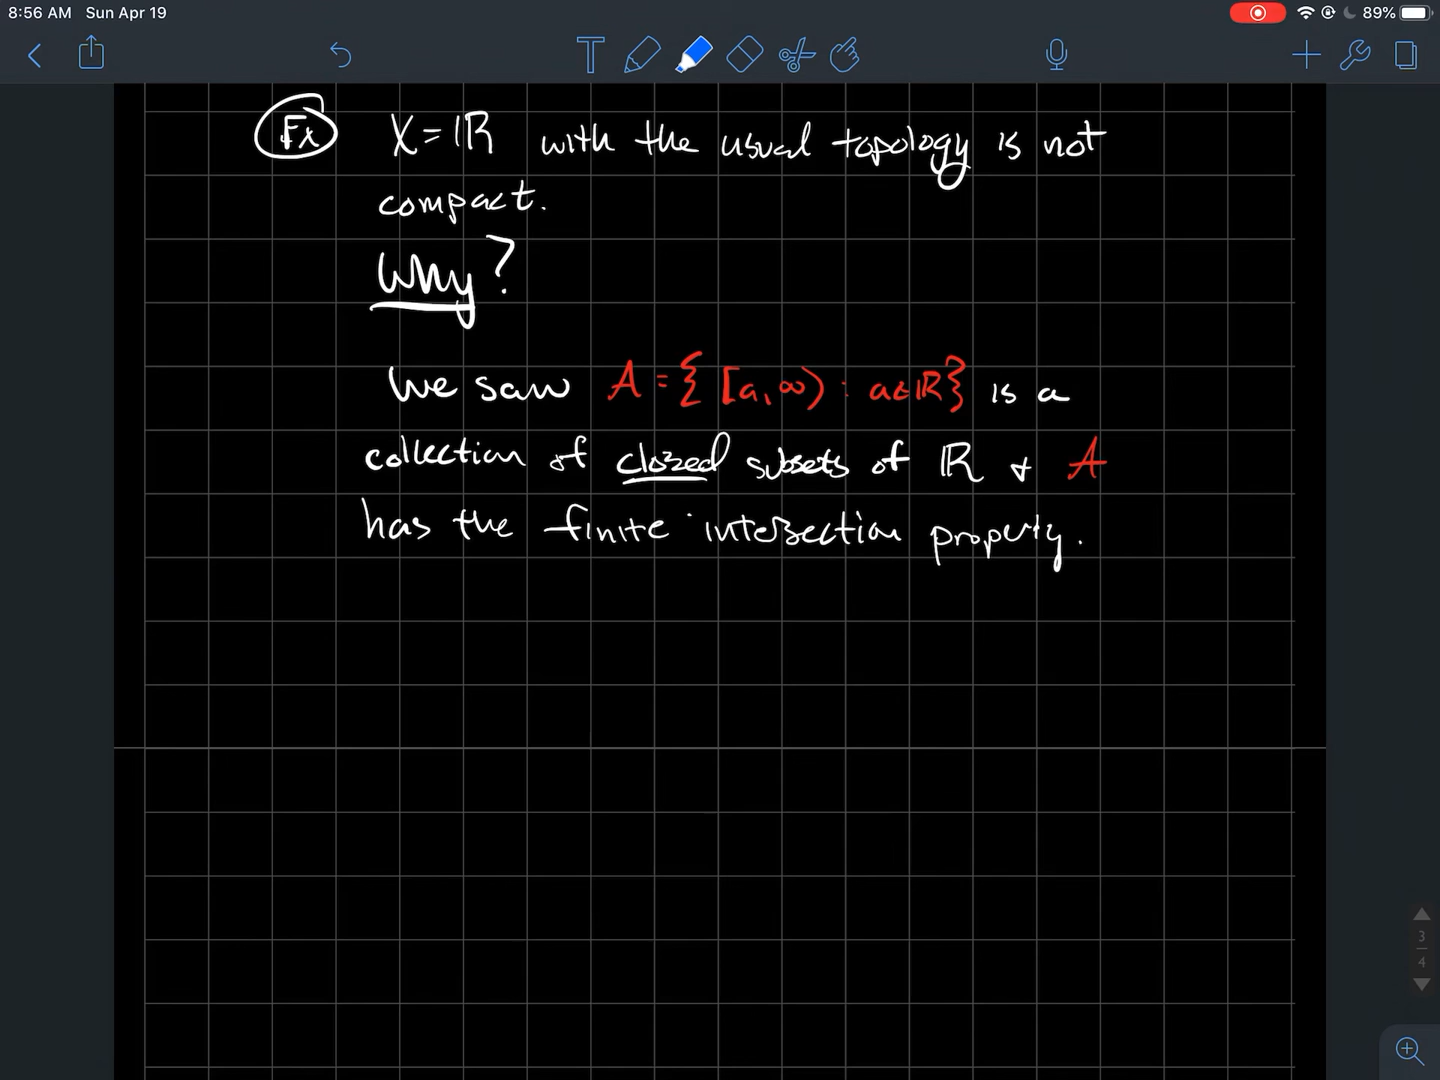 8:56 AM Sun Apr 19
89%
T
Ex X = ℝ with the usual topology is not
compact.
Why?
We saw A = { [a, ∞) : a ∈ ℝ } is a
collection of closed subsets of ℝ & A
has the finite intersection property.
3
4